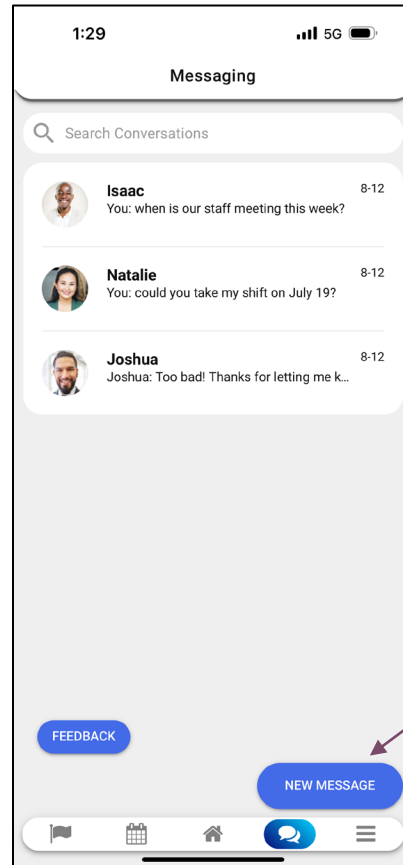 1:29
5G
Messaging
Search Conversations
Isaac
8-12
You: when is our staff meeting this week?
Natalie
8-12
You: could you take my shift on July 19?
Joshua
8-12
Joshua: Too bad! Thanks for letting me k...
FEEDBACK
NEW MESSAGE